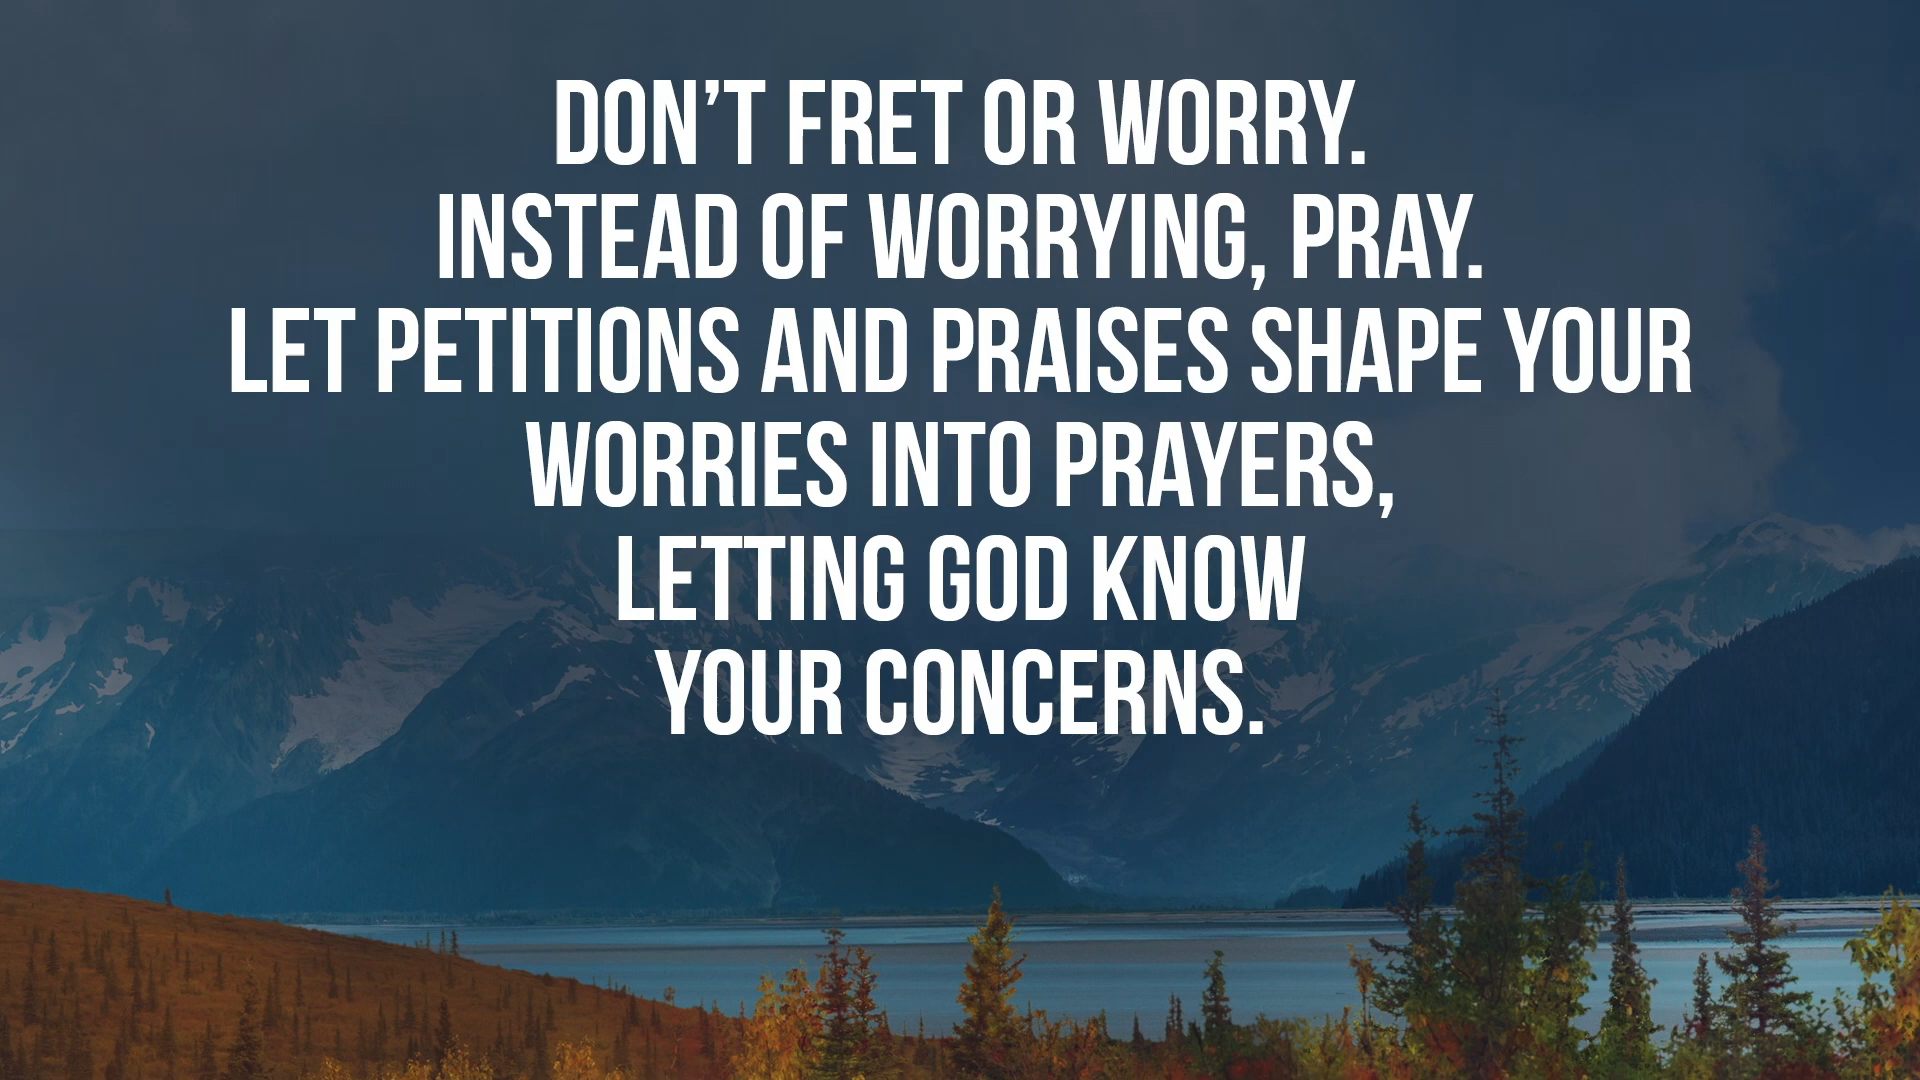 DON'T FRET OR WORRY.
INSTEAD OF WORRYING, PRAY.
LET PETITIONS AND PRAISES SHAPE YOUR
WORRIES INTO PRAYERS,
LETTING GOD KNOW
YOUR CONCERNS.